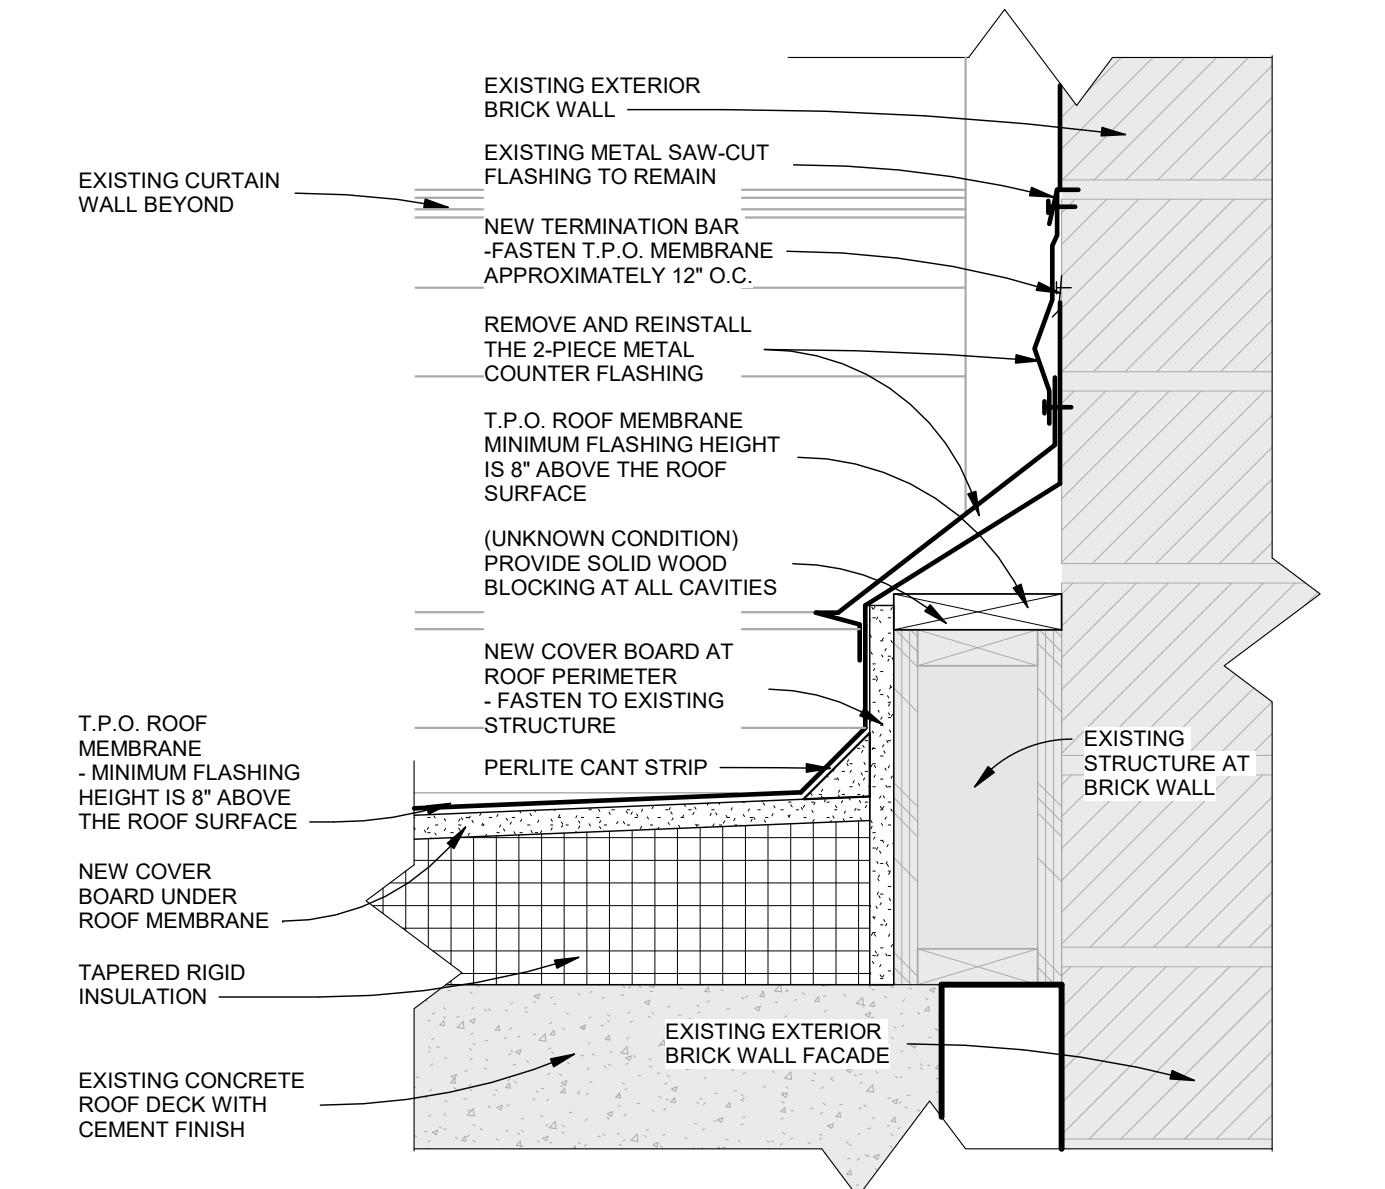 EXISTING EXTERIOR
BRICK WALL
EXISTING METAL SAW-CUT
FLASHING TO REMAIN
EXISTING CURTAIN
WALL BEYOND
NEW TERMINATION BAR
-FASTEN T.P.O. MEMBRANE
APPROXIMATELY 12" O.C.
REMOVE AND REINSTALL
THE 2-PIECE METAL
COUNTER FLASHING
T.P.O. ROOF MEMBRANE
MINIMUM FLASHING HEIGHT
IS 8" ABOVE THE ROOF
SURFACE
(UNKNOWN CONDITION)
PROVIDE SOLID WOOD
BLOCKING AT ALL CAVITIES
NEW COVER BOARD AT
ROOF PERIMETER
- FASTEN TO EXISTING
STRUCTURE
PERLITE CANT STRIP
T.P.O. ROOF
MEMBRANE
- MINIMUM FLASHING
HEIGHT IS 8" ABOVE
THE ROOF SURFACE
EXISTING
STRUCTURE AT
BRICK WALL
NEW COVER
BOARD UNDER
ROOF MEMBRANE
TAPERED RIGID
INSULATION
EXISTING EXTERIOR
BRICK WALL FACADE
EXISTING CONCRETE
ROOF DECK WITH
CEMENT FINISH